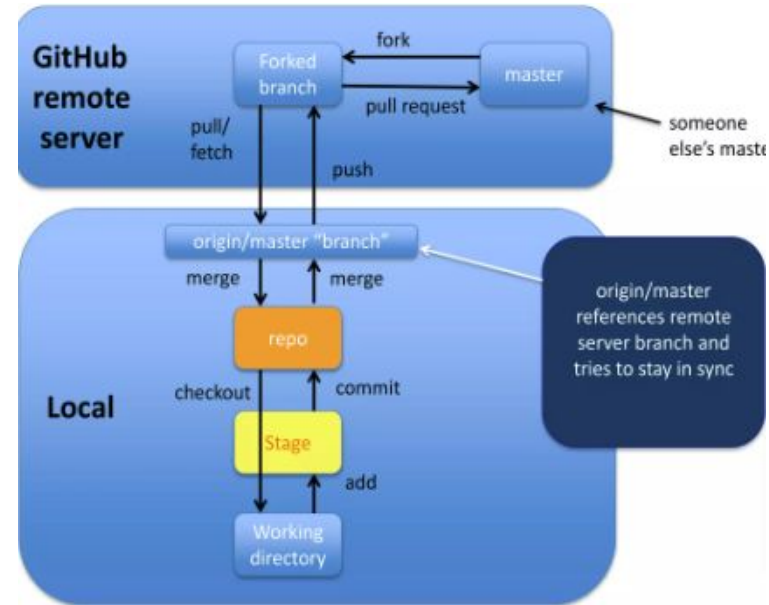 GitHub
remote
server
fork
Forked
branch
master
pull request
pull/
fetch
someone
else's maste
push
origin/master "branch"
merge
merge
origin/master
references remote
server branch and
tries to stay in sync
repo
checkout
commit
Local
Stage
add
Working
directory